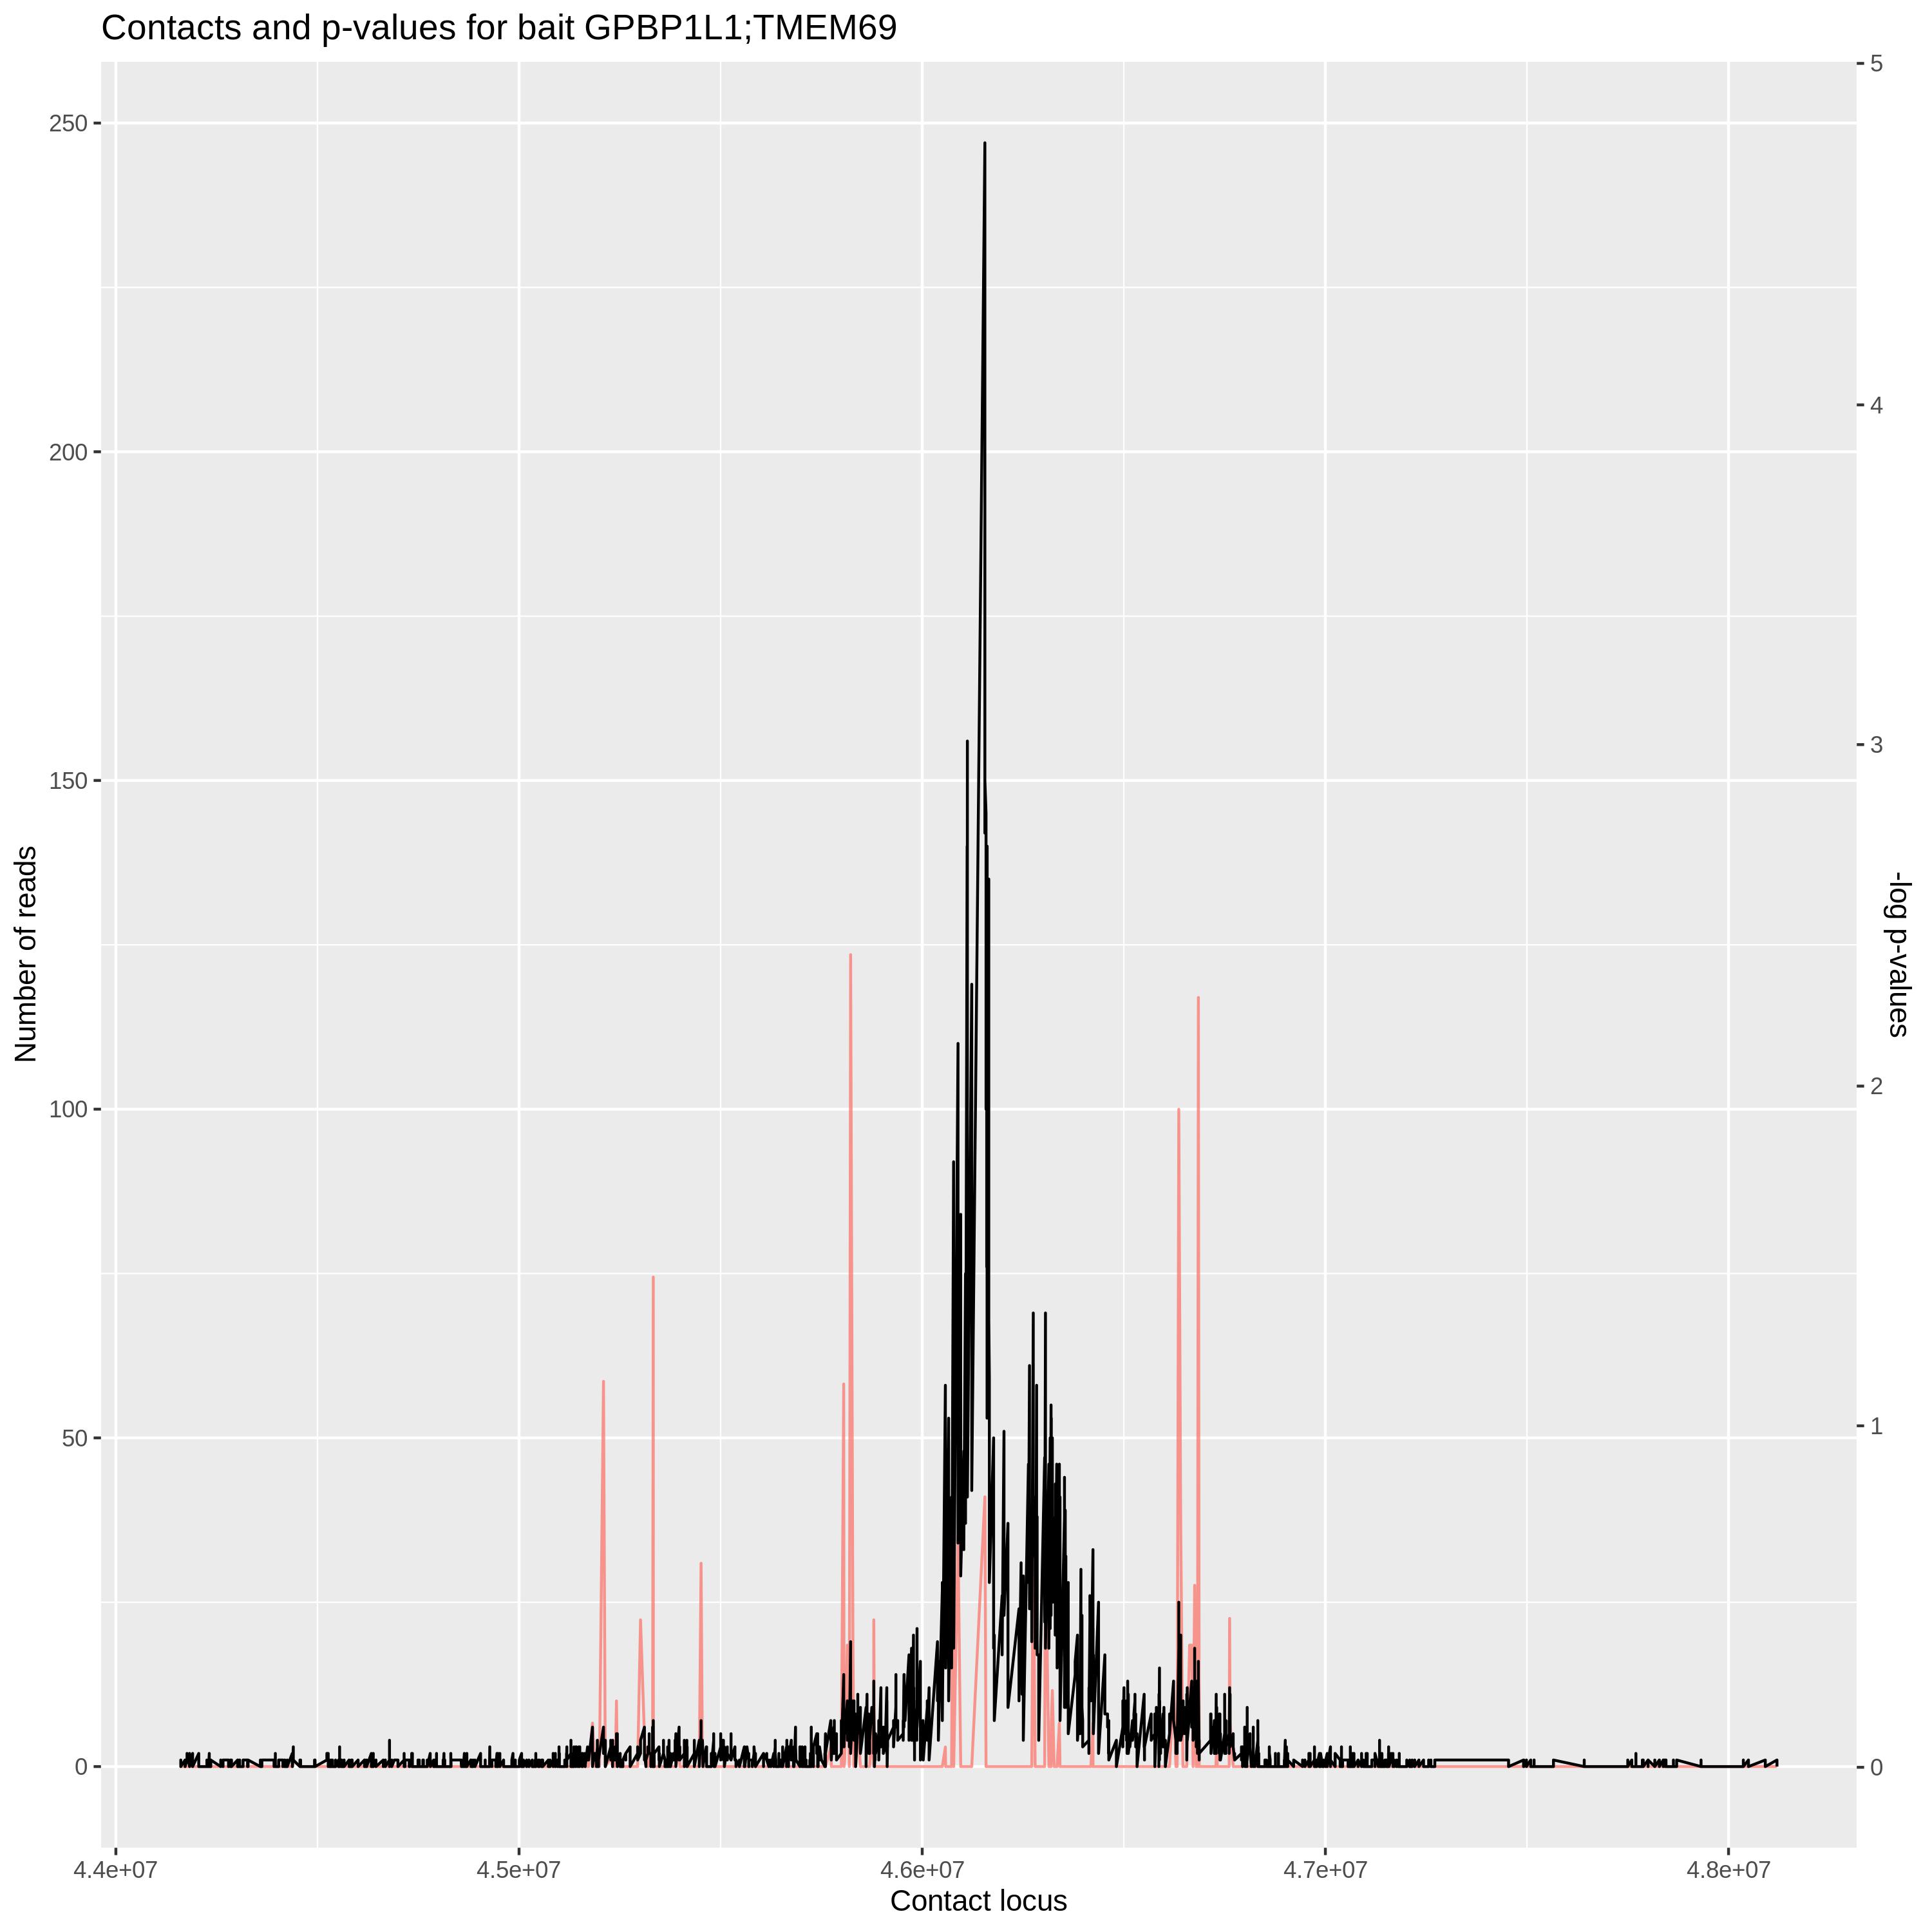 Contacts and p-values for bait GPBP1L1;TMEM69
Number of reads
250
200
150
100
50
0
5
4
3
2
1
0
-log p-values
4.4e+07
4.5e+07
4.6e+07
4.7e+07
4.8e+07
Contact locus